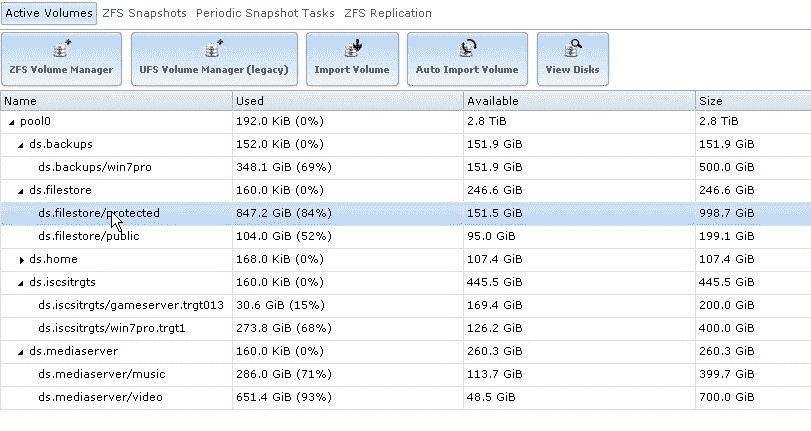 Active Volumes ZFS Snapshots Periodic Snapshot Tasks ZFS Replication
ZFS Volume Manager UFS Volume Manager (legacy) Import Volume Auto Import Volume View Disks
Name Used Available Size
pool0 192.0 KiB (0%) 2.8 TiB 2.8 TiB
ds.backups 152.0 KiB (0%) 151.9 GiB 151.9 GiB
ds.backups/win7pro 348.1 GiB (69%) 151.9 GiB 500.0 GiB
ds.filestore 160.0 KiB (0%) 246.6 GiB 246.6 GiB
ds.filestore/protected 847.2 GiB (84%) 151.5 GiB 998.7 GiB
ds.filestore/public 104.0 GiB (52%) 95.0 GiB 199.1 GiB
ds.home 168.0 KiB (0%) 107.4 GiB 107.4 GiB
ds.iscsitrgts 160.0 KiB (0%) 445.5 GiB 445.5 GiB
ds.iscsitrgts/gameserver.trgt013 30.6 GiB (15%) 169.4 GiB 200.0 GiB
ds.iscsitrgts/win7pro.trgt1 273.8 GiB (68%) 126.2 GiB 400.0 GiB
ds.mediaserver 160.0 KiB (0%) 260.3 GiB 260.3 GiB
ds.mediaserver/music 286.0 GiB (71%) 113.7 GiB 399.7 GiB
ds.mediaserver/video 651.4 GiB (93%) 48.5 GiB 700.0 GiB